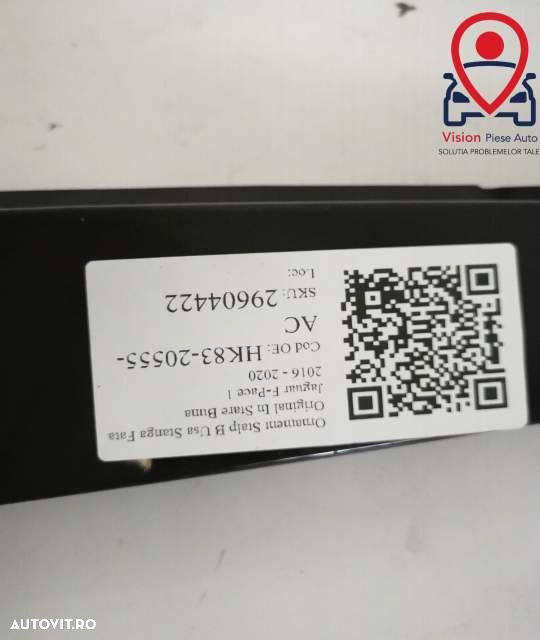 Vision Piese Auto
SOLUTIA PROBLEMELOR TALE
Ornament Stalp B Usa Stanga Fata
Original In Stare Buna
Jaguar F-Pace 1
2016 - 2020
Cod OE: HK83-20555-
AC
SKU: 29604422
Loc:
AUTOVIT.RO